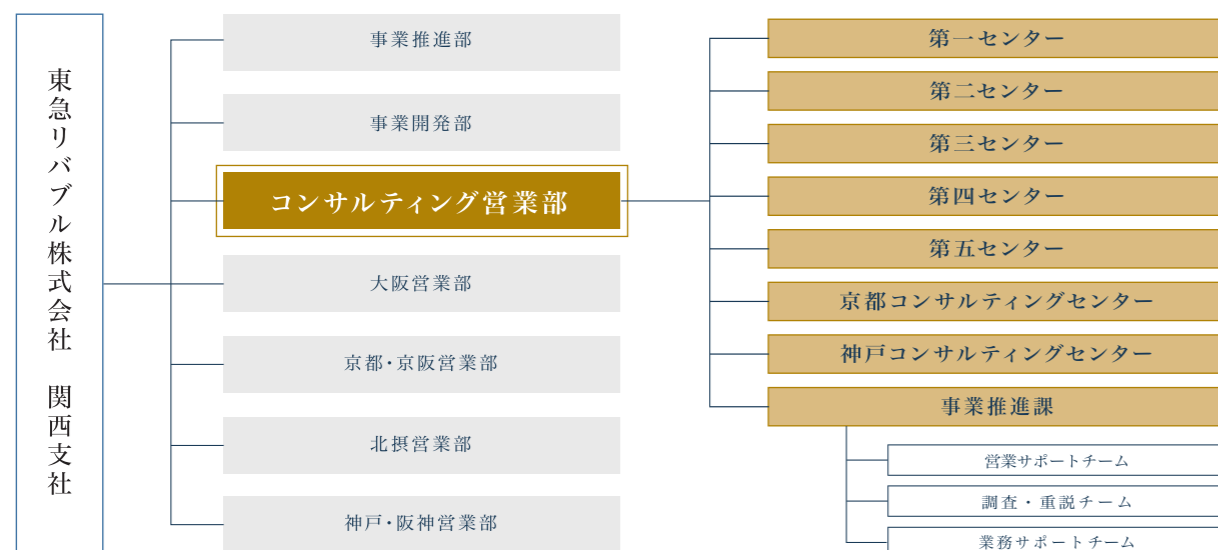 東急リバブル株式会社　関西支社
事業推進部
事業開発部
コンサルティング営業部
大阪営業部
京都・京阪営業部
北摂営業部
神戸・阪神営業部
第一センター
第二センター
第三センター
第四センター
第五センター
京都コンサルティングセンター
神戸コンサルティングセンター
事業推進課
営業サポートチーム
調査・重説チーム
業務サポートチーム